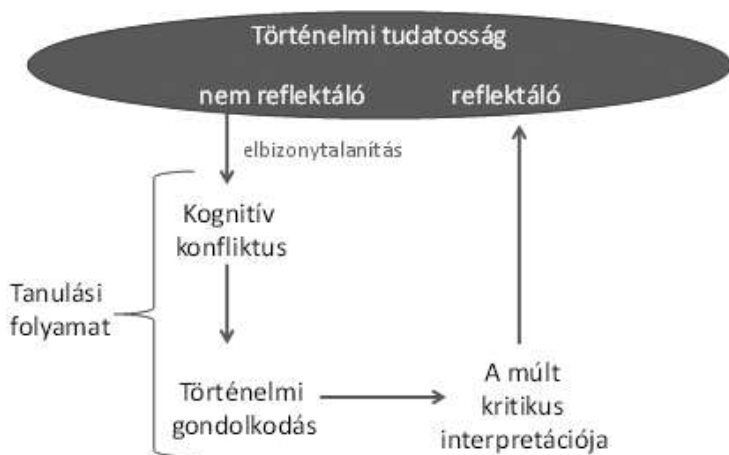 Történelmi tudatosság
nem reflektáló
reflektáló
elbizonytalanítás
Kognitív
konfliktus
Tanulási
folyamat
Történelmi
gondolkodás
A múlt
kritikus
interpretációja